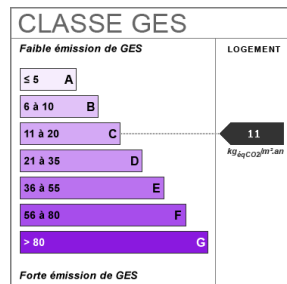 CLASSE GES
Faible émission de GES
LOGEMENT
≤ 5 A
6 à 10 B
11 à 20 C
11
kgéqCO2/m².an
21 à 35 D
36 à 55 E
56 à 80 F
> 80 G
Forte émission de GES